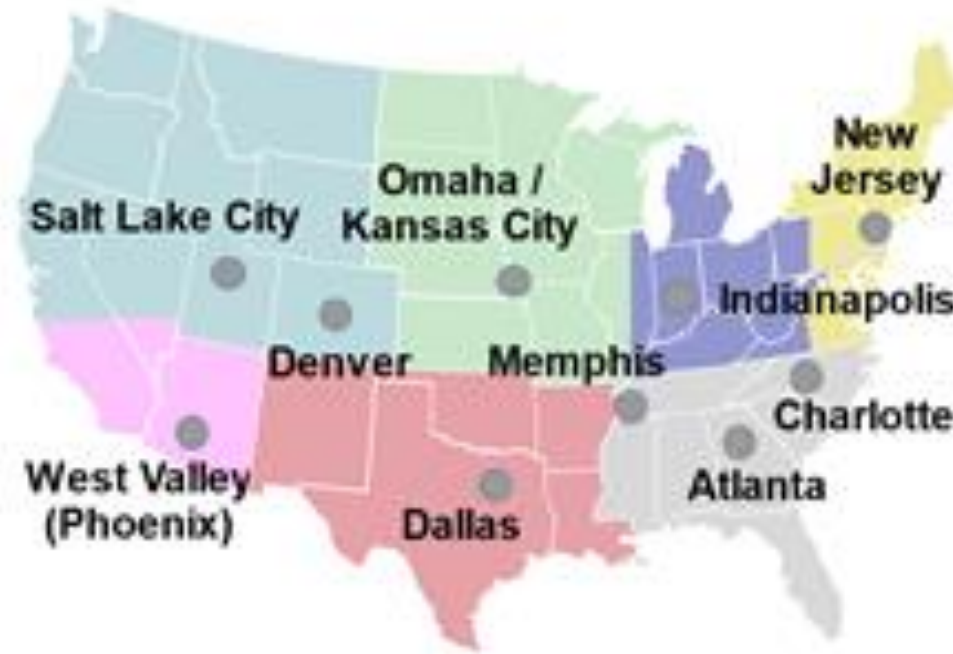 New
Jersey
Omaha /
Kansas City
Salt Lake City
Indianapolis
Denver
Memphis
Charlotte
West Valley
(Phoenix)
Atlanta
Dallas